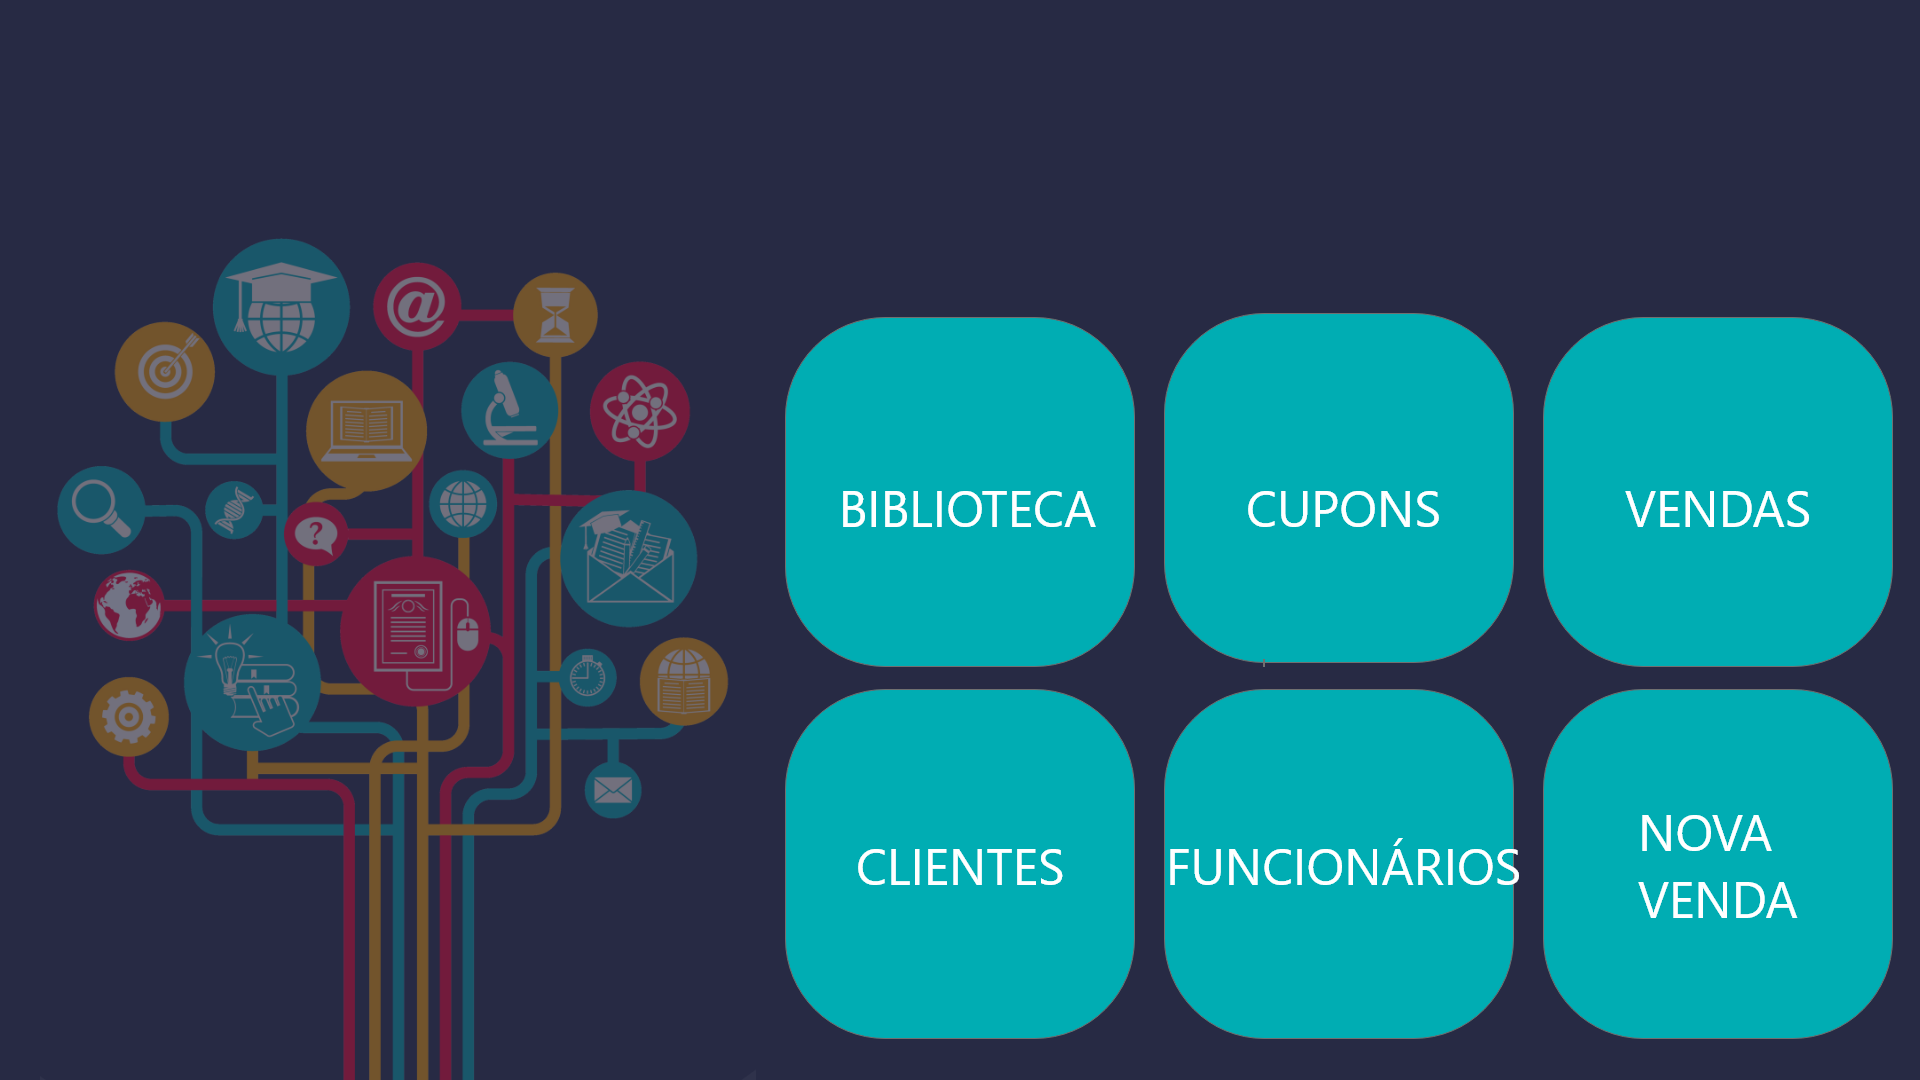 @
?
BIBLIOTECA
CUPONS
VENDAS
CLIENTES
FUNCIONÁRIOS
NOVA
VENDA